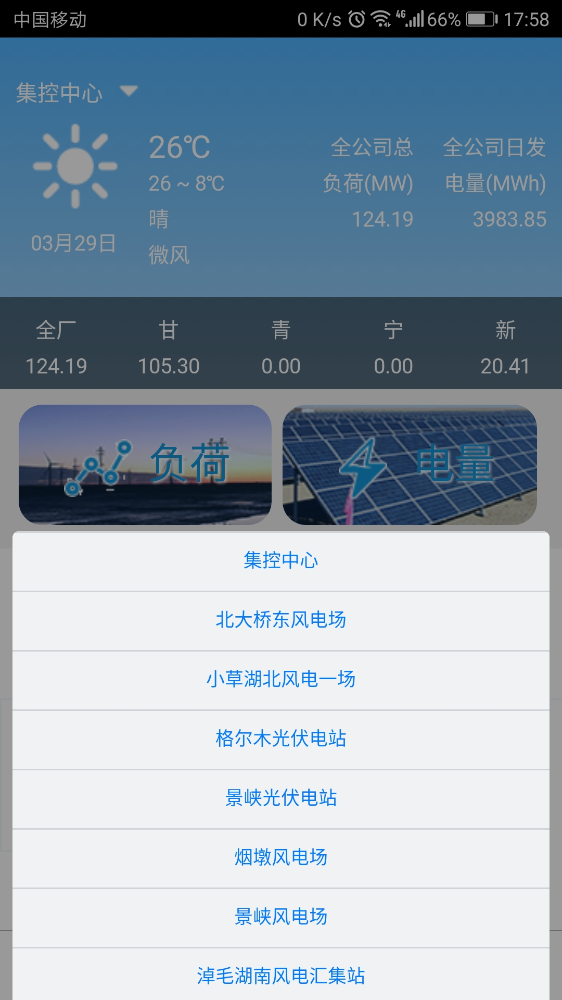 中国移动 0 K/s 4G 66% 17:58
集控中心
26℃
26 ~ 8℃
晴
微风
03月29日
全公司总
负荷(MW)
124.19
全公司日发
电量(MWh)
3983.85
全厂 甘 青 宁 新
124.19 105.30 0.00 0.00 20.41
负荷 电量
集控中心
北大桥东风电场
小草湖北风电一场
格尔木光伏电站
景峡光伏电站
烟墩风电场
景峡风电场
淖毛湖南风电汇集站